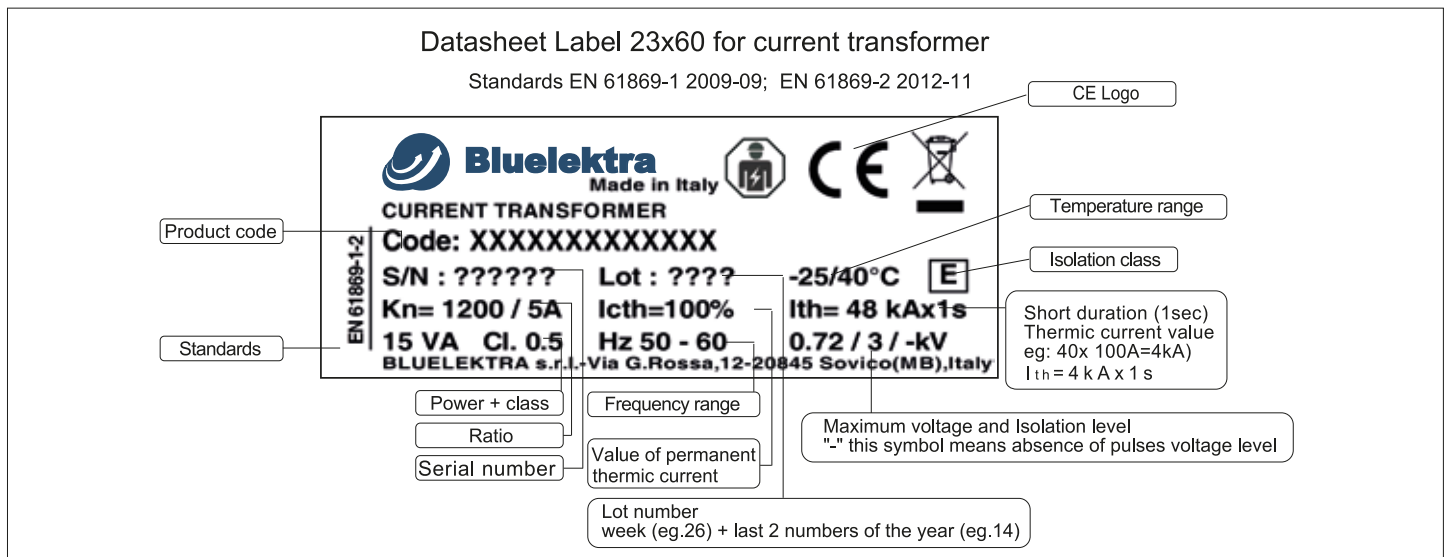 Datasheet Label 23x60 for current transformer
Standards EN 61869-1 2009-09; EN 61869-2 2012-11
CE Logo
Bluelektra
Made in Italy
CE
CURRENT TRANSFORMER
Temperature range
Product code
Code: XXXXXXXXXXXXX
EN 61869-1-2
S/N : ?????? Lot : ???? -25/40°C E
Isolation class
Kn= 1200 / 5A Icth=100% Ith= 48 kAx1s
Short duration (1sec)
Thermic current value
eg: 40x 100A=4kA)
Ith = 4 k A x 1 s
Standards
15 VA Cl. 0.5 Hz 50 - 60 0.72 / 3 / -kV
BLUELEKTRA s.r.l.-Via G.Rossa,12-20845 Sovico(MB),Italy
Power + class
Frequency range
Ratio
Maximum voltage and Isolation level
"-" this symbol means absence of pulses voltage level
Serial number
Value of permanent
thermic current
Lot number
week (eg.26) + last 2 numbers of the year (eg.14)